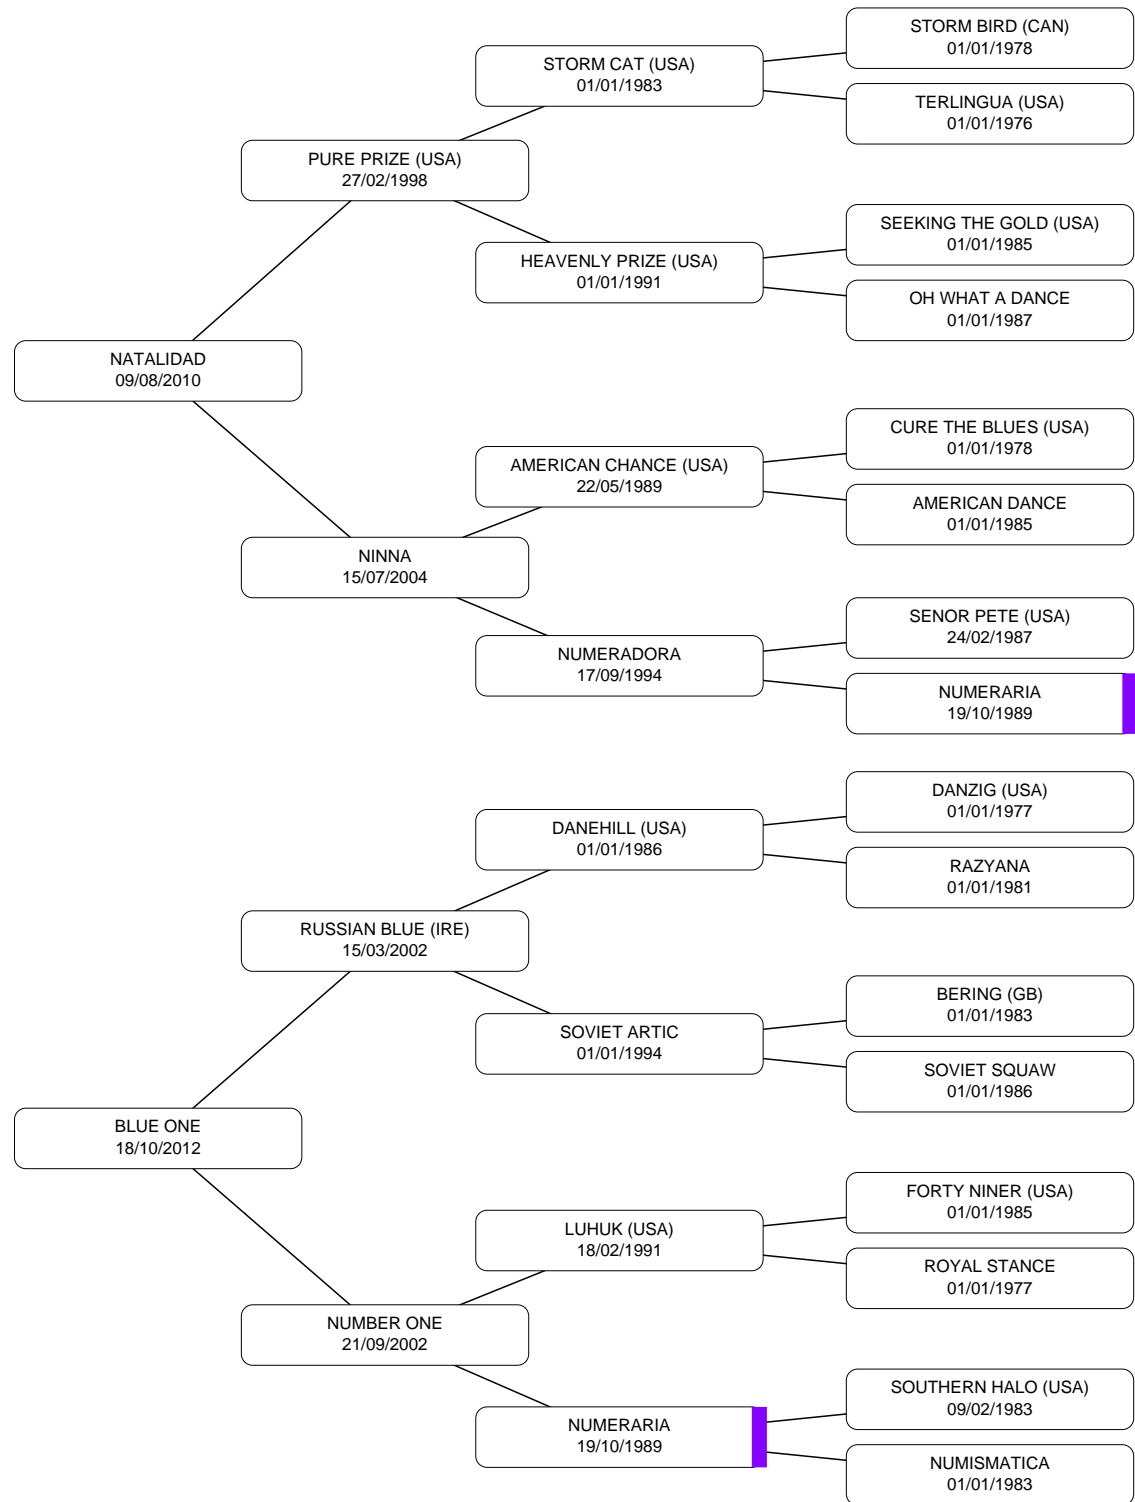 STORM BIRD (CAN)
01/01/1978
STORM CAT (USA)
01/01/1983
TERLINGUA (USA)
01/01/1976
PURE PRIZE (USA)
27/02/1998
SEEKING THE GOLD (USA)
01/01/1985
HEAVENLY PRIZE (USA)
01/01/1991
OH WHAT A DANCE
01/01/1987
NATALIDAD
09/08/2010
CURE THE BLUES (USA)
01/01/1978
AMERICAN CHANCE (USA)
22/05/1989
AMERICAN DANCE
01/01/1985
NINNA
15/07/2004
SENOR PETE (USA)
24/02/1987
NUMERADORA
17/09/1994
NUMERARIA
19/10/1989
DANZIG (USA)
01/01/1977
DANEHILL (USA)
01/01/1986
RAZYANA
01/01/1981
RUSSIAN BLUE (IRE)
15/03/2002
BERING (GB)
01/01/1983
SOVIET ARTIC
01/01/1994
SOVIET SQUAW
01/01/1986
BLUE ONE
18/10/2012
FORTY NINER (USA)
01/01/1985
LUHUK (USA)
18/02/1991
ROYAL STANCE
01/01/1977
NUMBER ONE
21/09/2002
SOUTHERN HALO (USA)
09/02/1983
NUMERARIA
19/10/1989
NUMISMATICA
01/01/1983